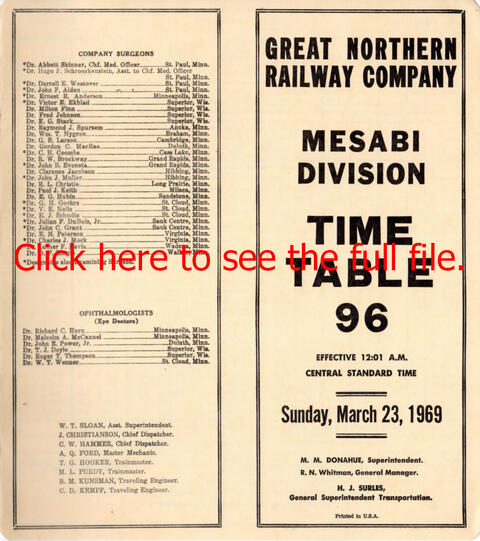 COMPANY SURGEONS
*Dr. Abbott Skinner, Chf. Med. Officer St. Paul, Minn.
*Dr. Hugo F. Schroeckenstein, Asst. to Chf. Med. Officer
St. Paul, Minn.
*Dr. Darrell E. Westover St. Paul, Minn.
*Dr. John F. Alden St. Paul, Minn.
*Dr. Ernest R. Anderson Minneapolis, Minn.
*Dr. Victor E. Ekblad Superior, Wis.
Dr. Milton Finn Superior, Wis.
Dr. Fred Johnson Superior, Wis.
Dr. E. G. Stack Superior, Wis.
Dr. Raymond J. Spurzem Anoka, Minn.
Dr. Wm. T. Nygren Braham, Minn.
Dr. G. E. Larson Cambridge, Minn.
Dr. Gordon C. MacRae Duluth, Minn.
*Dr. C. H. Coombs Cass Lake, Minn.
Dr. R. W. Brockway Grand Rapids, Minn.
*Dr. John B. Evensta Grand Rapids, Minn.
Dr. Clarence Jacobson Hibbing, Minn.
*Dr. John J. Muller Hibbing, Minn.
Dr. R. L. Christie Long Prairie, Minn.
Dr. Paul J. Keith Milaca, Minn.
Dr. E. G. Hubin Sandstone, Minn.
*Dr. G. H. Goehrs St. Cloud, Minn.
*Dr. V. E. Neils St. Cloud, Minn.
*Dr. E. J. Schmitz St. Cloud, Minn.
*Dr. Julian F. DuBois, Jr. Sauk Centre, Minn.
*Dr. John C. Grant Sauk Centre, Minn.
Dr. E. N. Peterson Virginia, Minn.
*Dr. Charles J. Mock Virginia, Minn.
F. Davis Wadena, Minn.
Minn.
Click here to see the full file.
OPHTHALMOLOGISTS
(Eye Doctors)
Dr. Richard C. Horn Minneapolis, Minn.
Dr. Malcolm A. McCannel Minneapolis, Minn.
Dr. John E. Power, Jr. Duluth, Minn.
Dr. T. J. Doyle Superior, Wis.
Dr. Roger T. Thompson Superior, Wis.
Dr. W. T. Wenner St. Cloud, Minn.
W. T. SLOAN, Asst. Superintendent.
J. CHRISTIANSON, Chief Dispatcher.
C. W. HAMMER, Chief Dispatcher.
A. Q. FORD, Master Mechanic.
T. G. HOOKER, Trainmaster.
M. L. PURDY, Trainmaster.
B. M. KUNSMAN, Traveling Engineer.
C. D. KEMPF, Traveling Engineer.
GREAT NORTHERN
RAILWAY COMPANY
MESABI
DIVISION
TIME
TABLE
96
EFFECTIVE 12:01 A.M.
CENTRAL STANDARD TIME
Sunday, March 23, 1969
M. M. DONAHUE, Superintendent.
R. N. WHITMAN, General Manager.
H. J. SURLES,
General Superintendent Transportation.
Printed in U.S.A.